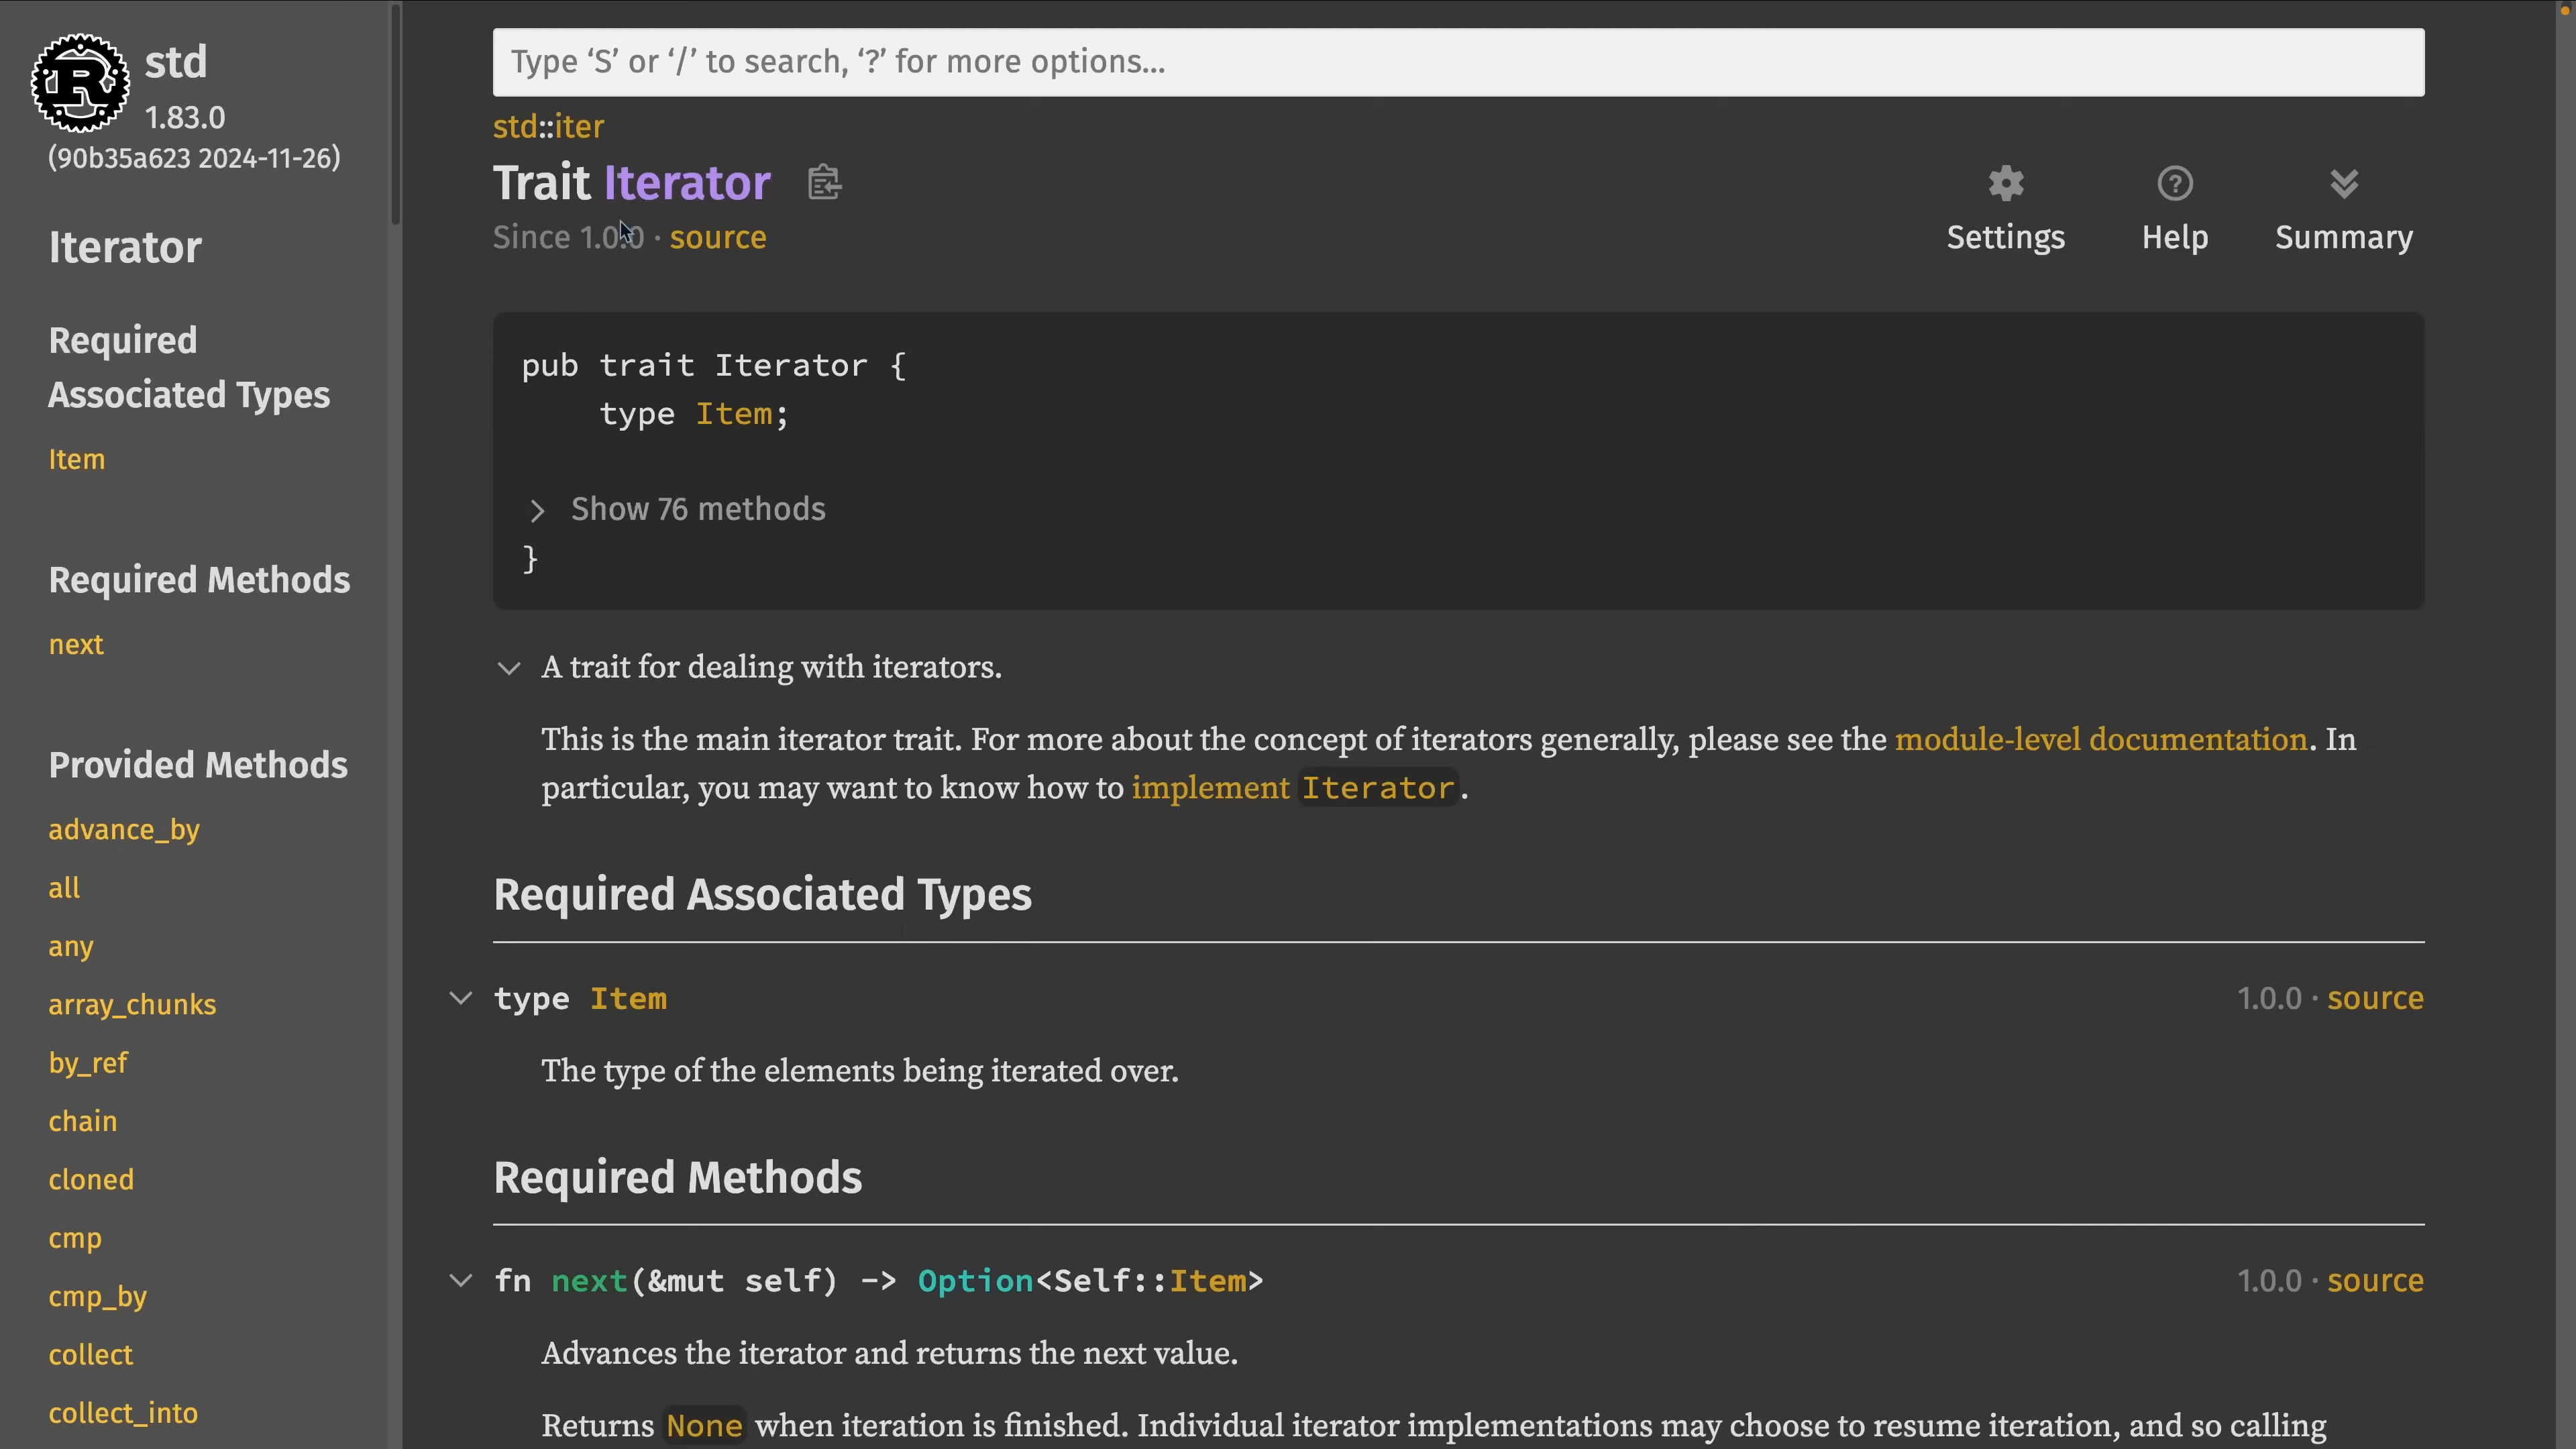 std
1.83.0
(90b35a623 2024-11-26)
Iterator
Required
Associated Types
Item
Required Methods
next
Provided Methods
advance_by
all
any
array_chunks
by_ref
chain
cloned
cmp
cmp_by
collect
collect_into
Type ‘S’ or ‘/’ to search, ‘?’ for more options…
std::iter
Trait Iterator
Since 1.0.0 · source
Settings
Help
Summary
pub trait Iterator {
    type Item;
Show 76 methods
}
A trait for dealing with iterators.
This is the main iterator trait. For more about the concept of iterators generally, please see the module-level documentation. In
particular, you may want to know how to implement Iterator.
Required Associated Types
type Item
1.0.0 · source
The type of the elements being iterated over.
Required Methods
fn next(&mut self) -> Option<Self::Item>
1.0.0 · source
Advances the iterator and returns the next value.
Returns None when iteration is finished. Individual iterator implementations may choose to resume iteration, and so calling